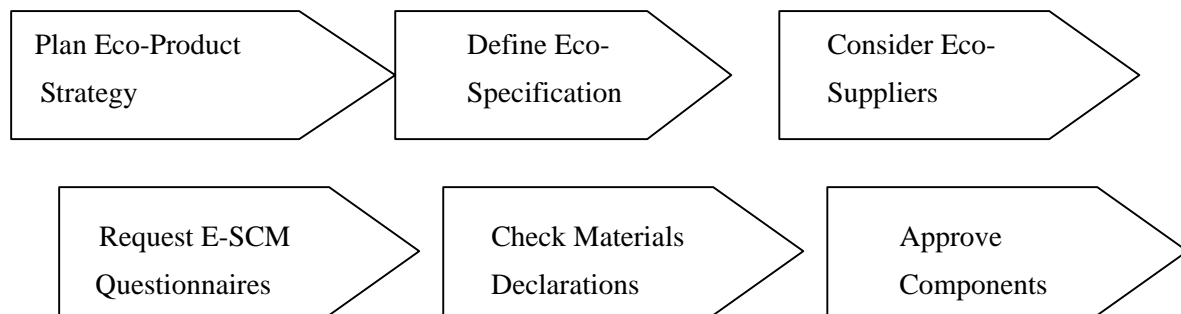 Plan Eco-Product
Strategy
Define Eco-
Specification
Consider Eco-
Suppliers
Request E-SCM
Questionnaires
Check Materials
Declarations
Approve
Components